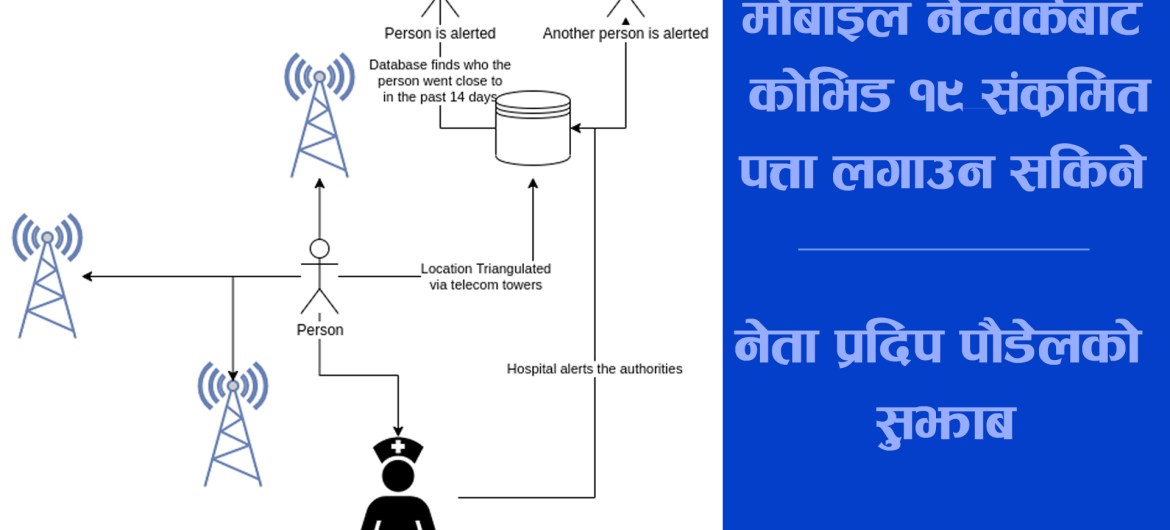 Person is alerted
Another person is alerted
Database finds who the
person went close to
in the past 14 days
Location Triangulated
via telecom towers
Person
Hospital alerts the authorities
मोबाइल नेटवर्कबाट
कोभिड १९ संक्रमित
पत्ता लगाउन सकिने
नेता प्रदिप पौडेलको
सुझाब